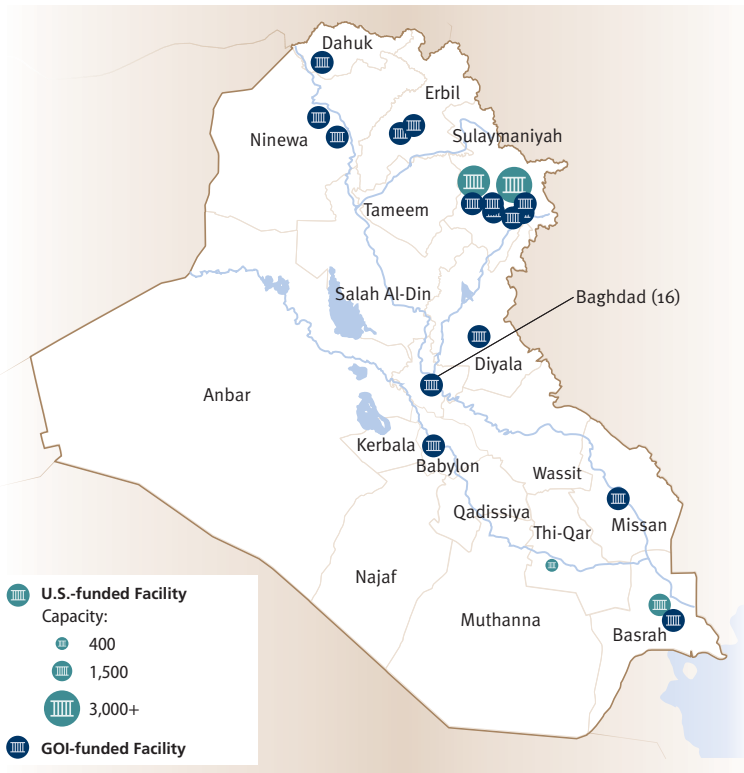 Dahuk
Erbil
Ninewa
Sulaymaniyah
Tameem
Salah Al-Din
Baghdad (16)
Diyala
Anbar
Kerbala
Babylon
Wassit
Qadissiya
Thi-Qar
Missan
Najaf
Muthanna
Basrah
U.S.-funded Facility
Capacity:
400
1,500
3,000+
GOI-funded Facility